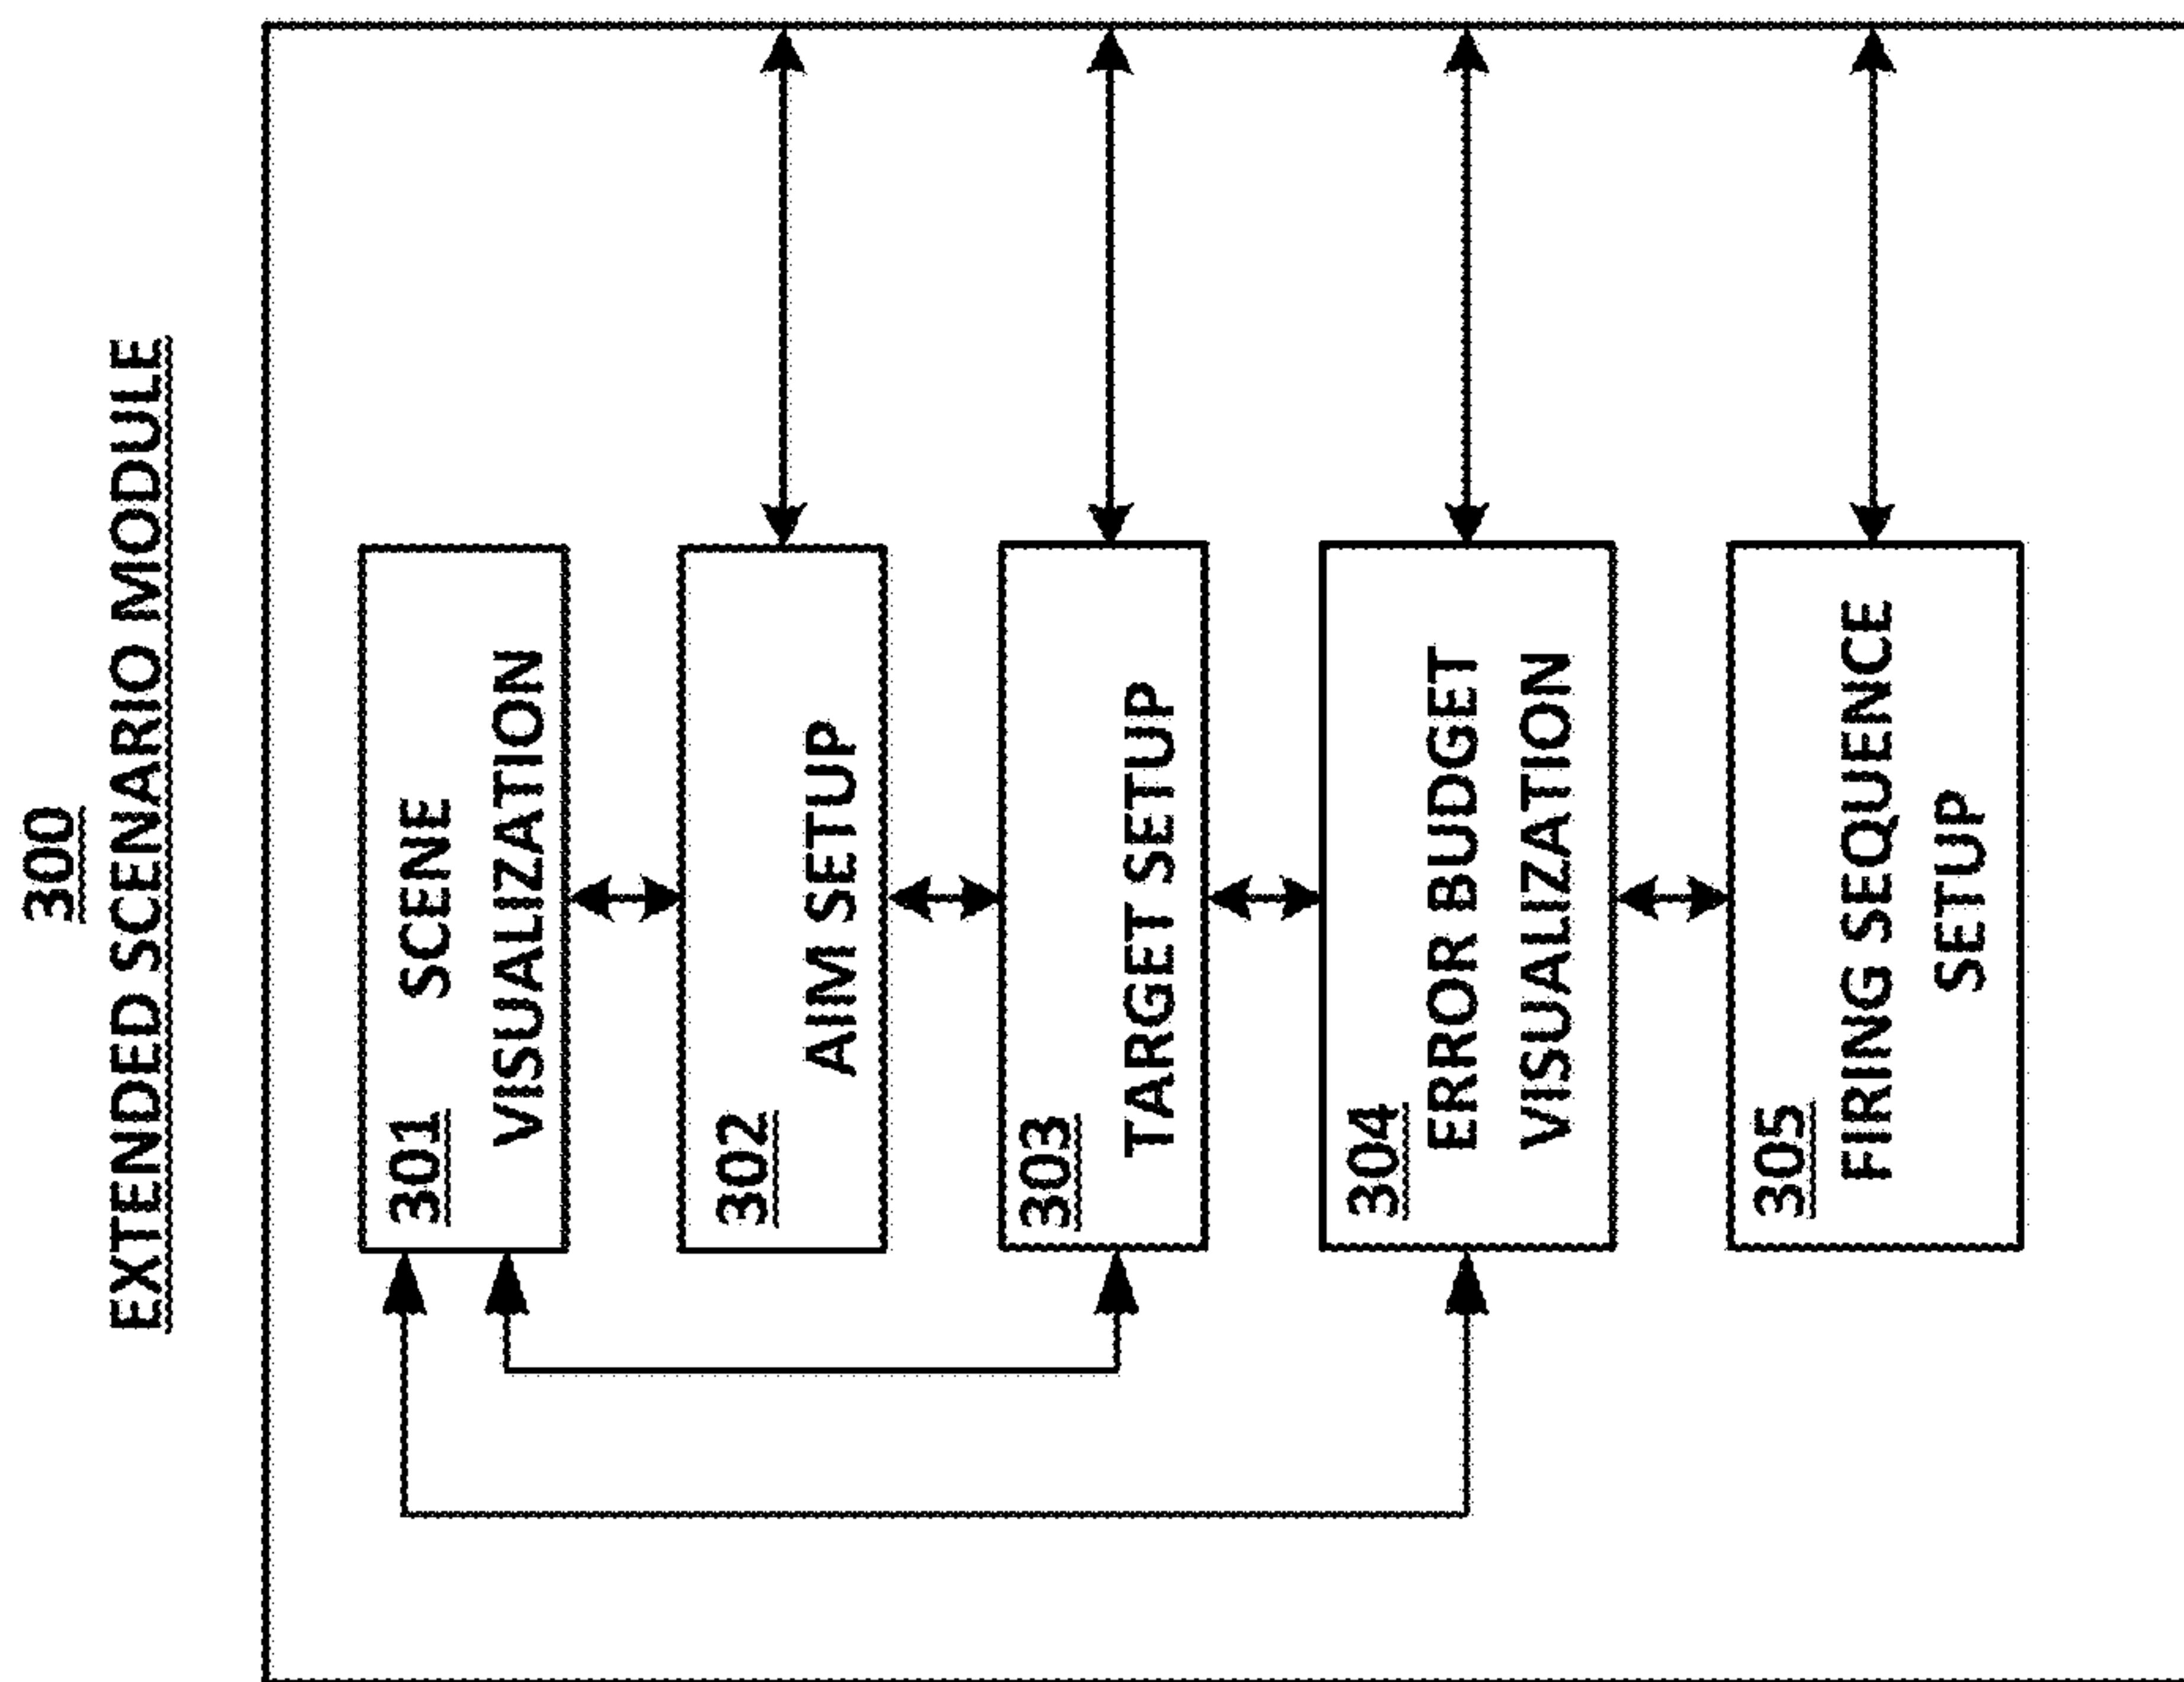 300
EXTENDED SCENARIO MODULE
301 SCENE
VISUALIZATION
302
AIM SETUP
303
TARGET SETUP
304
ERROR BUDGET
VISUALIZATION
305
FIRING SEQUENCE
SETUP